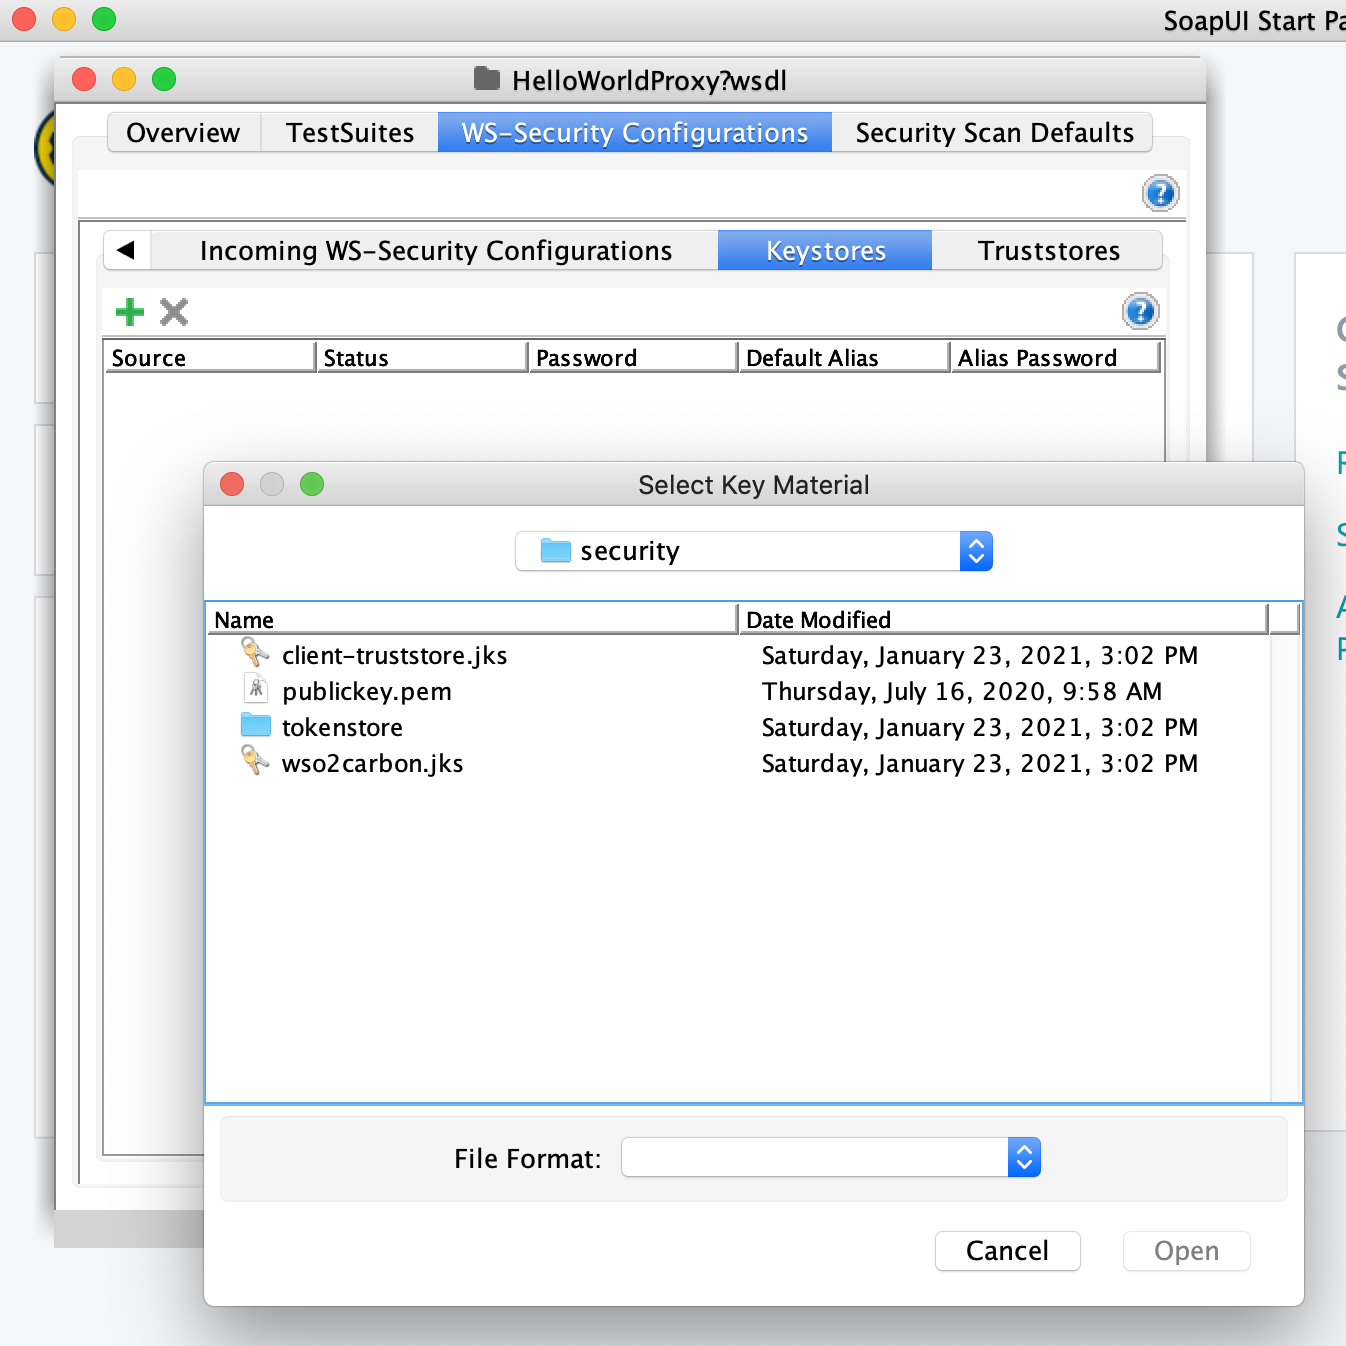 SoapUI Start Pa
HelloWorldProxy?wsdl
Overview TestSuites WS-Security Configurations Security Scan Defaults
?
Incoming WS-Security Configurations Keystores Truststores
?
Source Status Password Default Alias Alias Password
Select Key Material
security
Name Date Modified
client-truststore.jks Saturday, January 23, 2021, 3:02 PM
publickey.pem Thursday, July 16, 2020, 9:58 AM
tokenstore Saturday, January 23, 2021, 3:02 PM
wso2carbon.jks Saturday, January 23, 2021, 3:02 PM
File Format:
Cancel Open